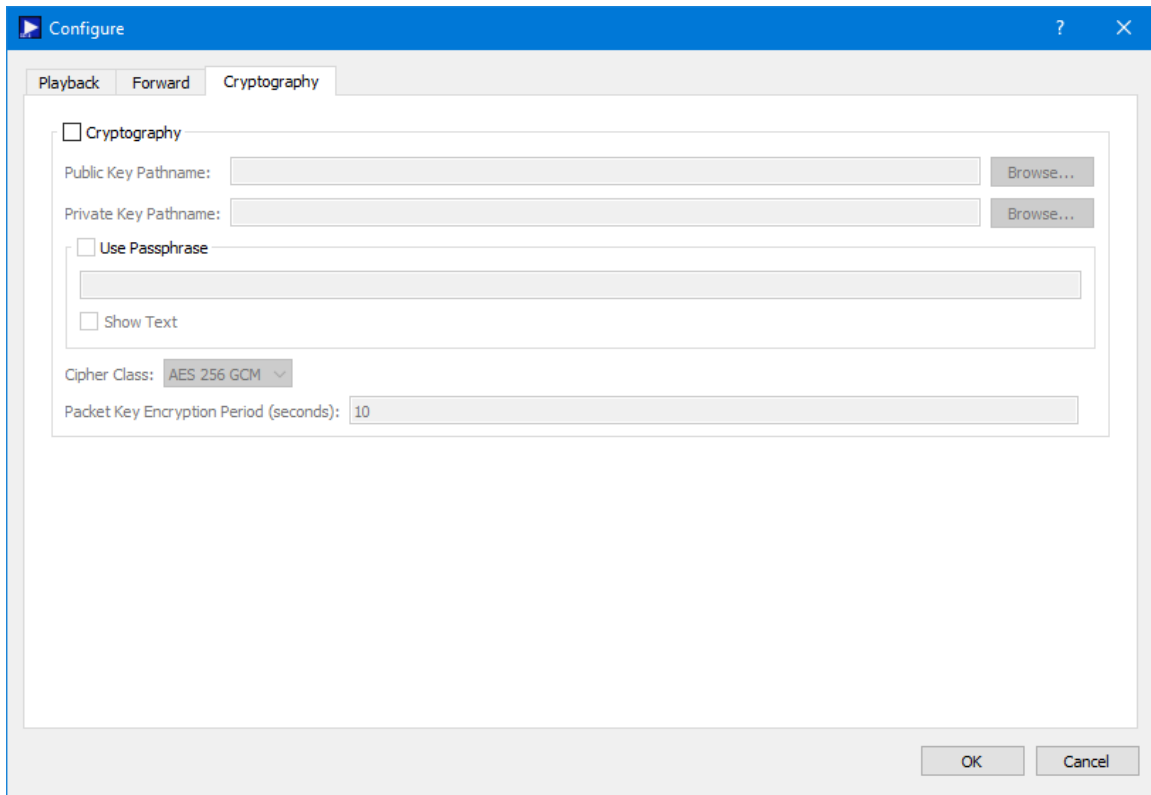 Configure
Playback Forward Cryptography
Cryptography
Public Key Pathname: Browse...
Private Key Pathname: Browse...
Use Passphrase
Show Text
Cipher Class: AES 256 GCM
Packet Key Encryption Period (seconds): 10
OK Cancel